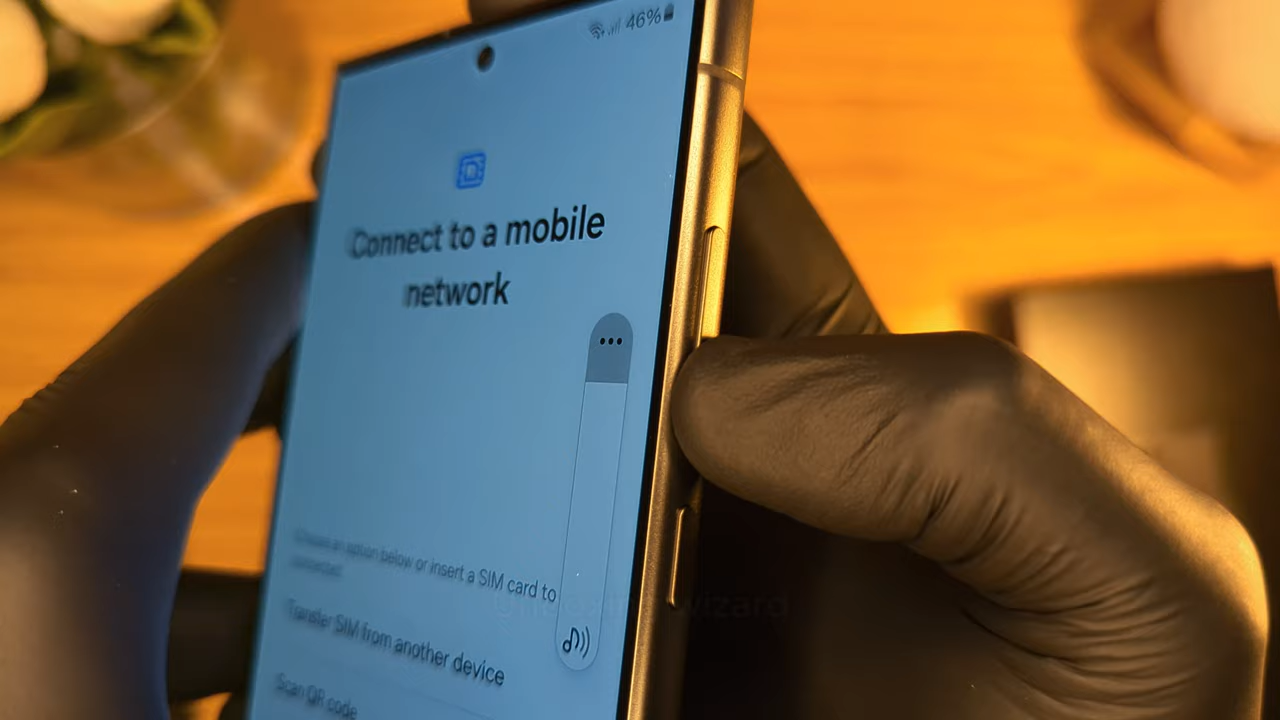 46%
Connect to a mobile
network
Choose an option below or insert a SIM card to
connected.
Transfer SIM from another device
Scan QR code